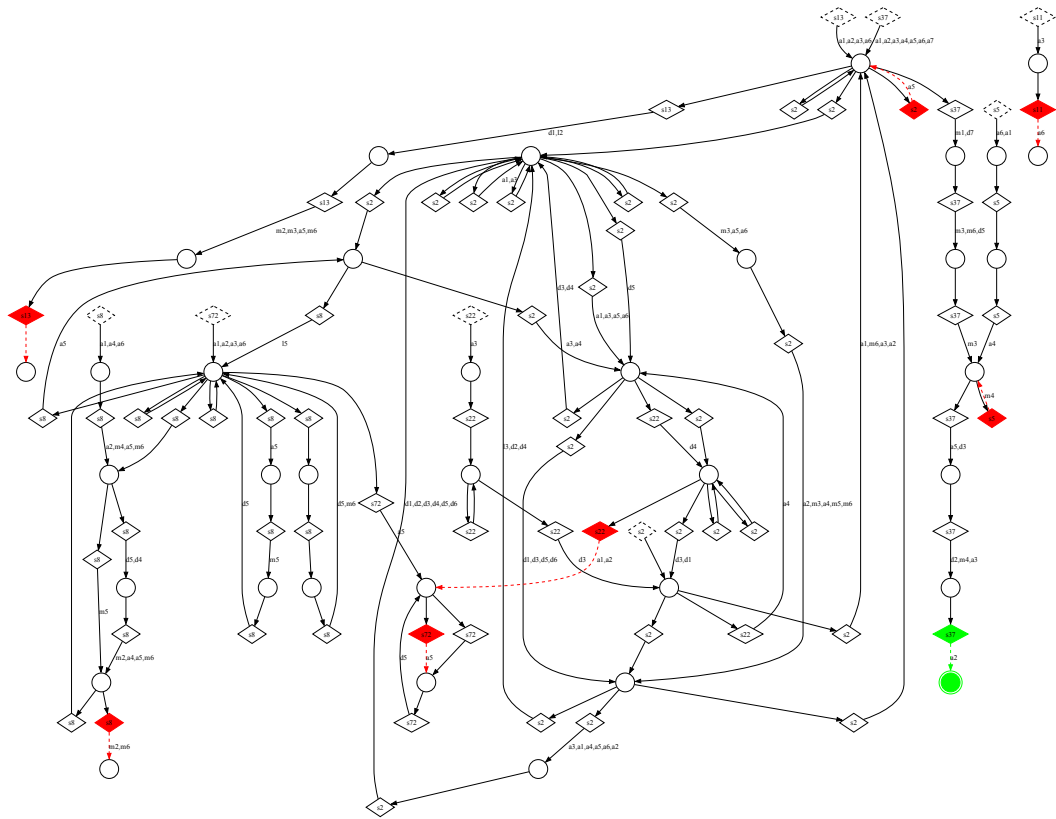 s13 s37 s11
a1,a2,a3,a6 a1,a2,a3,a4,a5,a6,a7 a3
a5
s13 s2 s2 s2 s37 s5 s11
d1,l2 m1,d7 a6,a1 a6
a1,a3
s13 s2 s2 s2 s2 s2 s2 s37 s5
m2,m3,a5,m6 s2 m3,a5,a6 m3,m6,d5
d3,d4 d5
s2
s13 s8 s72 s8 s22 s2 a1,a3,a5,a6 s37 s5
a5 a1,a4,a6 a1,a2,a3,a6 l5 a3 a3,a4 s2 a1,m6,a3,a2 m3 a4
m4
s8 s8 s8 s8 s8 s8 s8 s22 s2 s22 s2 s37 s5
a2,m4,a5,m6 a5 s2 d4 a5,d3
d5 d5,m6 s72 d1,d2,d3,d4,d5,d6 d3,d2,d4 a4 a2,m3,a4,m5,m6
s8 s8 s8 s8 s22 s22 s72 s2 s2 s2 s2 s37
d5,d4 m5 d5 d1,d3,d5,d6 d3 a1,a2 d3,d1 d2,m4,a3
m5
s8 s8 s8 s72 s72 s2 s22 s2 s37
m2,a4,a5,m6 d5 a5 a2
s8 s8 s72 s2 s2 s2
m2,m6 a3,a1,a4,a5,a6,a2
s2